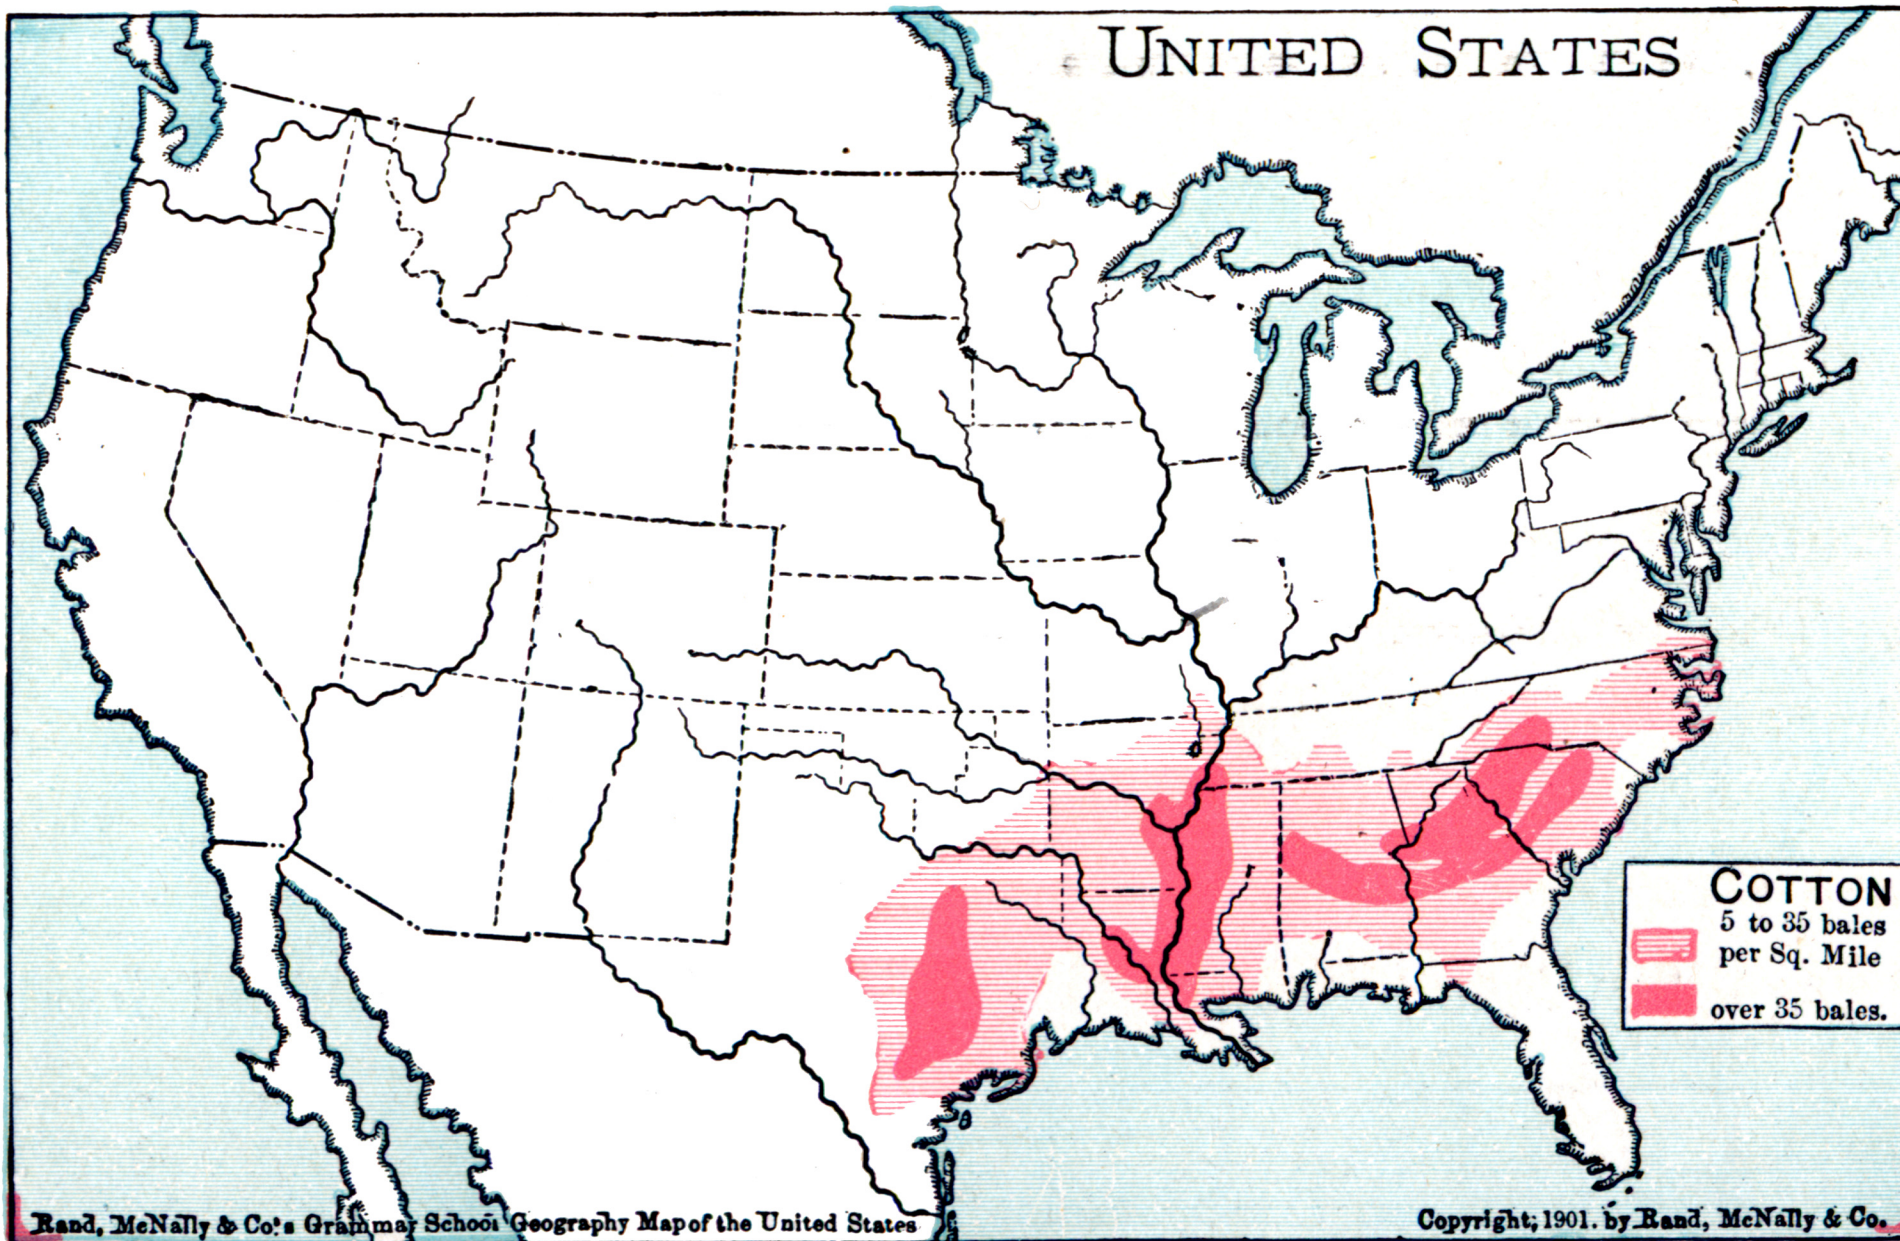 UNITED STATES
COTTON
5 to 35 bales
per Sq. Mile
over 35 bales.
Rand, McNally & Co.'s Grammar School Geography Map of the United States
Copyright, 1901. by Rand, McNally & Co.